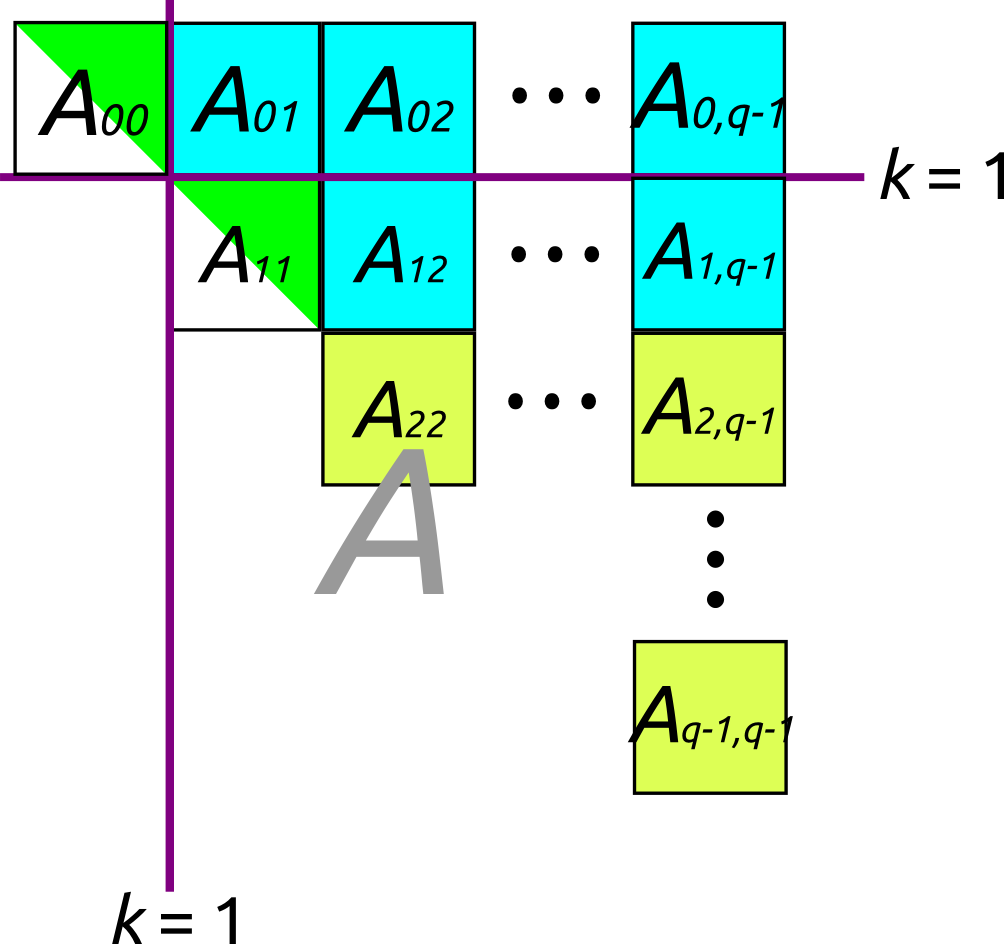 A00 A01 A02 ... A0,q-1
k = 1
A11 A12 ... A1,q-1
A22 ... A2,q-1
A
Aq-1,q-1
k = 1